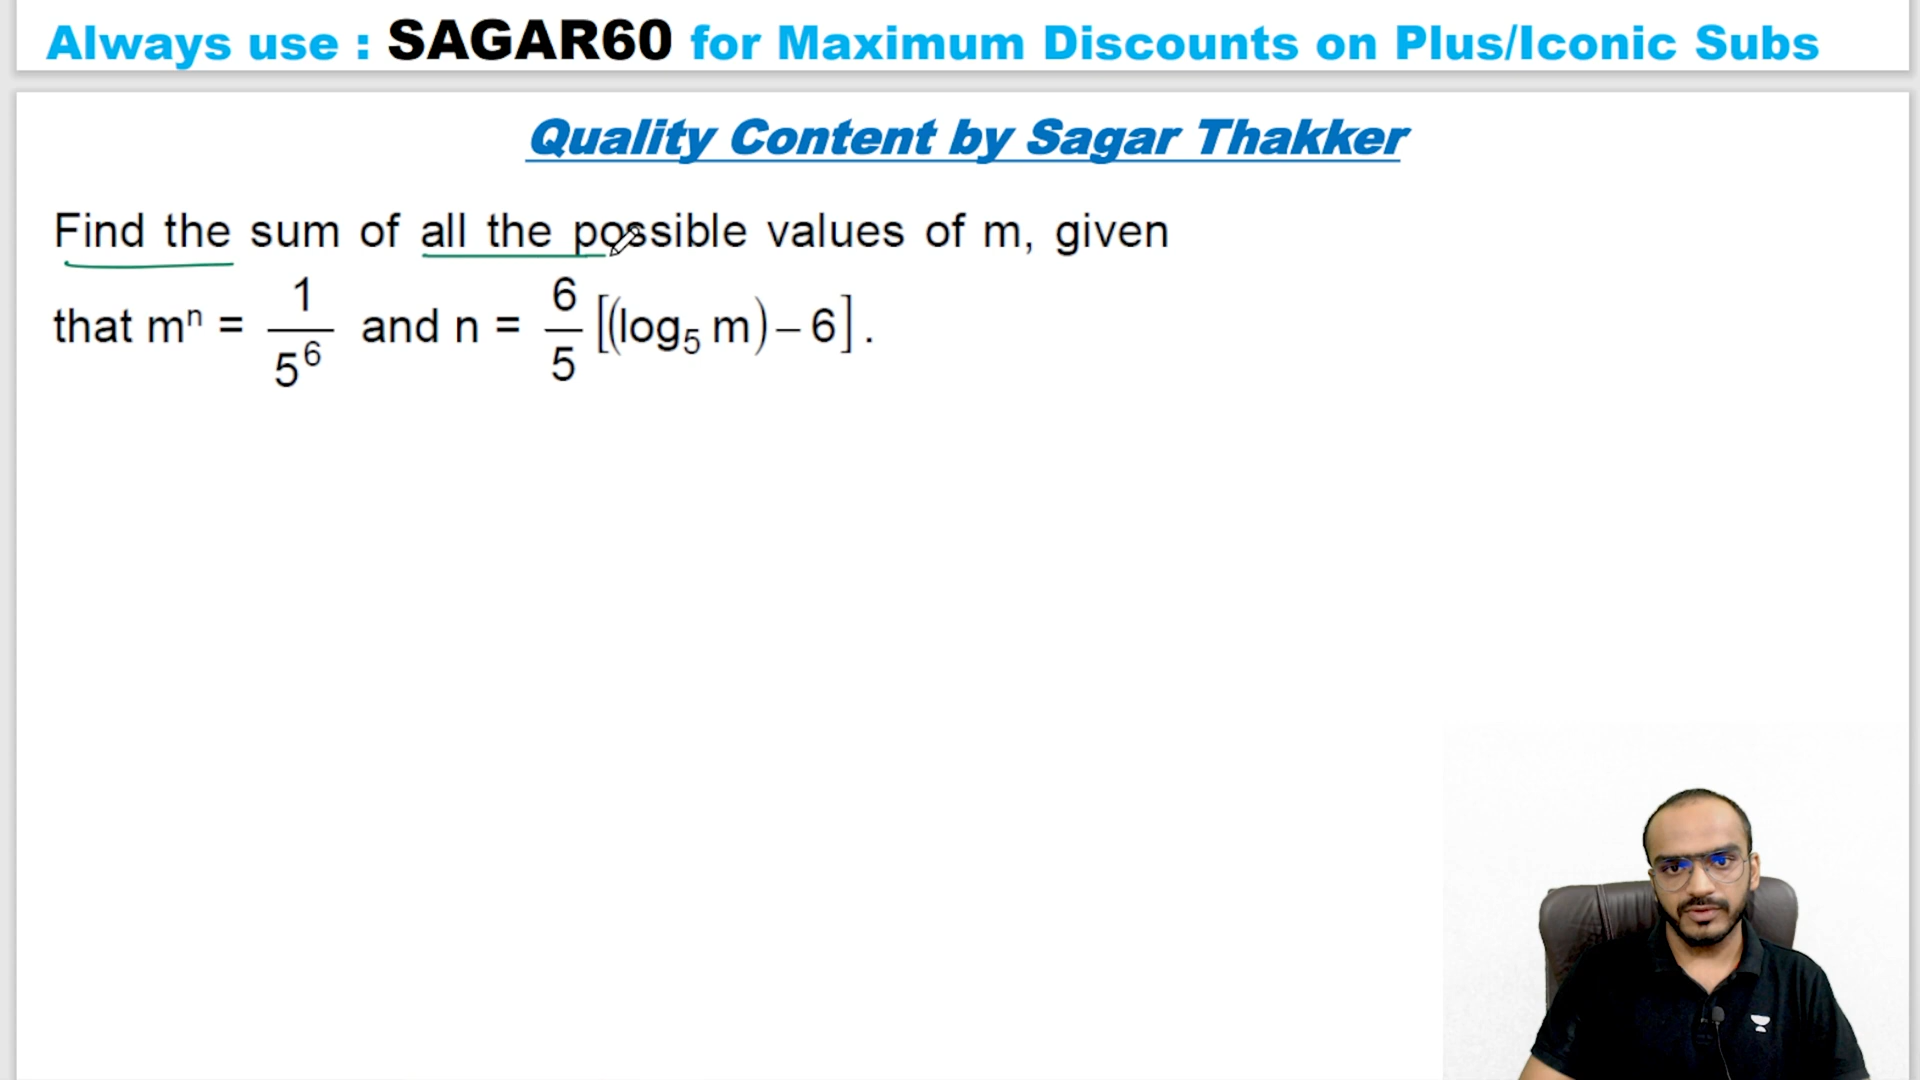 Always use : SAGAR60 for Maximum Discounts on Plus/Iconic Subs
Quality Content by Sagar Thakker
Find the sum of all the possible values of m, given
that mⁿ = 1/5⁶ and n = 6/5 [(log₅ m) – 6].